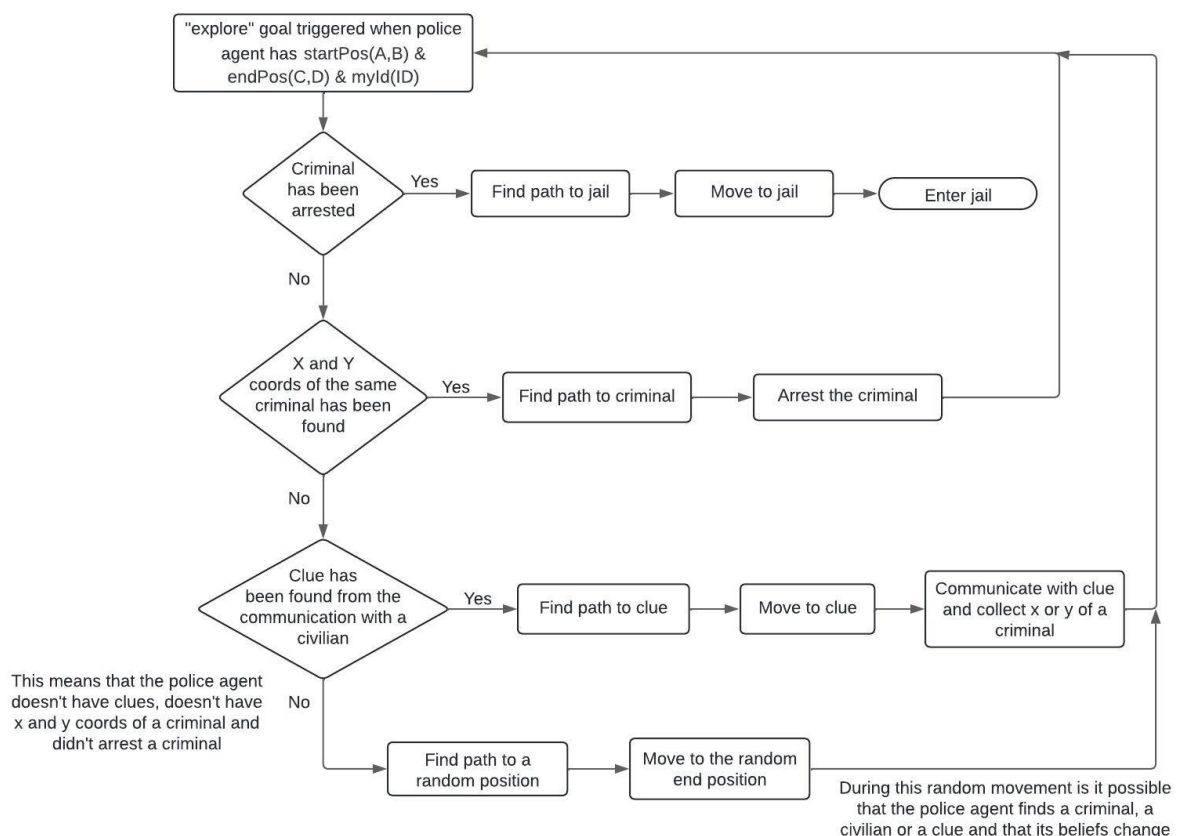 "explore" goal triggered when police
agent has startPos(A,B) &
endPos(C,D) & myId(ID)
Criminal
has been
arrested
Yes
Find path to jail
Move to jail
Enter jail
No
X and Y
coords of the same
criminal has been
found
Yes
Find path to criminal
Arrest the criminal
No
Clue has
been found from the
communication with a
civilian
Yes
Find path to clue
Move to clue
Communicate with clue
and collect x or y of a
criminal
This means that the police agent
doesn't have clues, doesn't have
x and y coords of a criminal and
didn't arrest a criminal
No
Find path to a
random position
Move to the random
end position
During this random movement is it possible
that the police agent finds a criminal, a
civilian or a clue and that its beliefs change